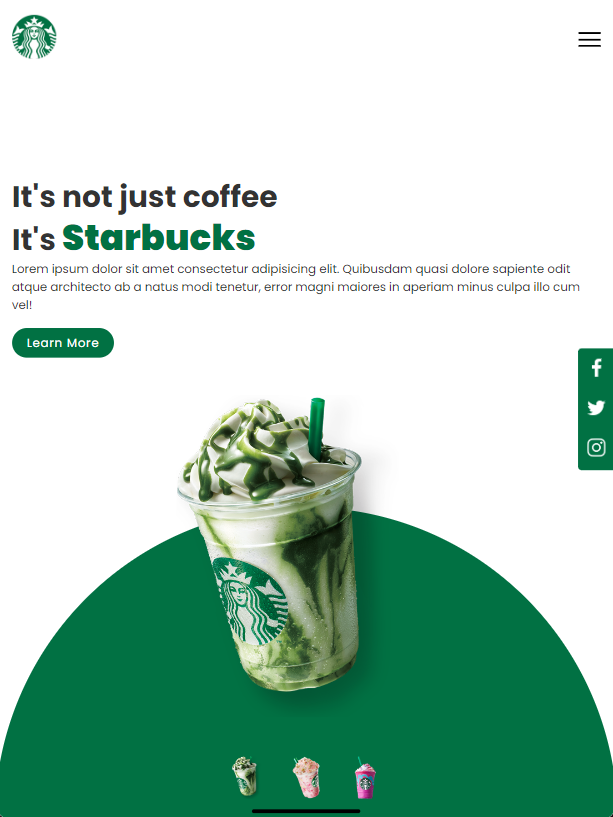 It's not just coffee
It's Starbucks
Lorem ipsum dolor sit amet consectetur adipisicing elit. Quibusdam quasi dolore sapiente odit
atque architecto ab a natus modi tenetur, error magni maiores in aperiam minus culpa illo cum
vel!
Learn More